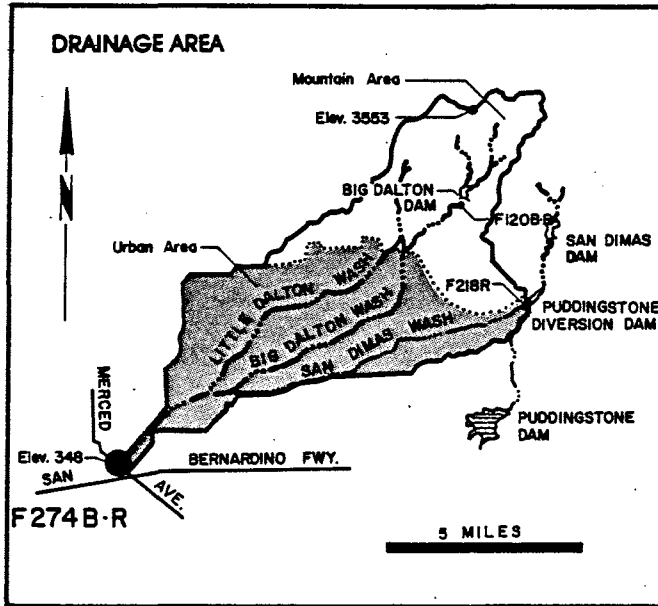 DRAINAGE AREA
Mountain Area
Elev. 3553
N
BIG DALTON
DAM
F120B-R
Urban Area
SAN DIMAS
DAM
LITTLE DALTON WASH
F218R
BIG DALTON WASH
PUDDINGSTONE
DIVERSION DAM
SAN DIMAS WASH
MERCED
AVE.
PUDDINGSTONE
DAM
Elev. 348
SAN BERNARDINO FWY.
F274B-R
5 MILES